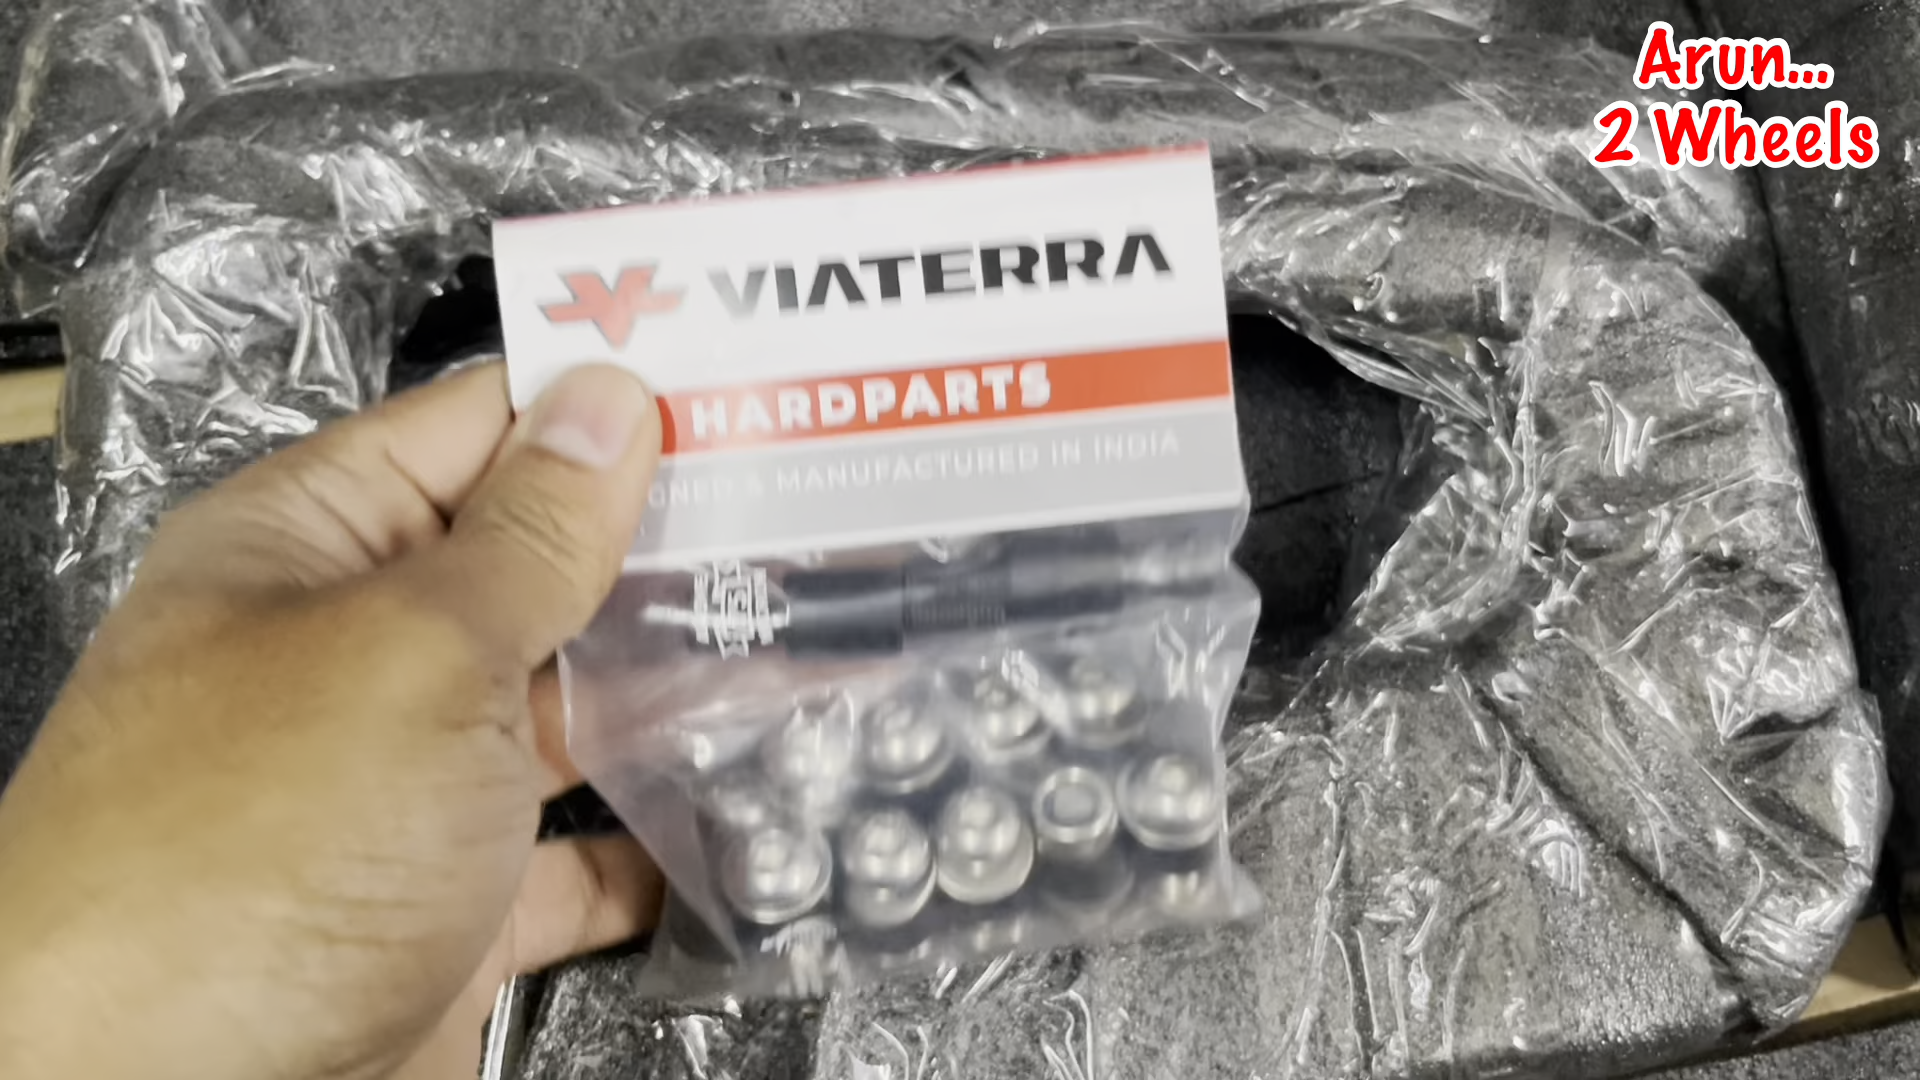 Arun...
2 Wheels
VIATERRA
HARDPARTS
& MANUFACTURED IN INDIA